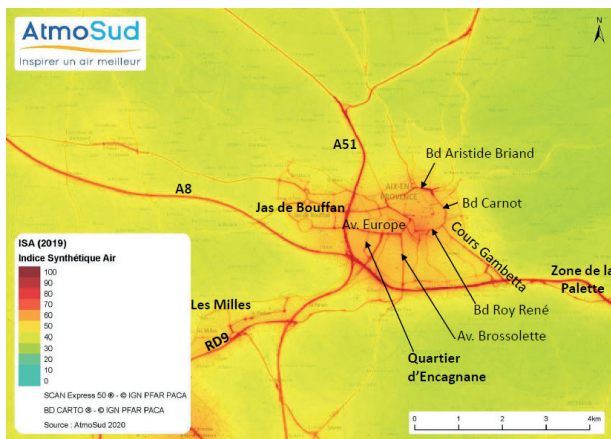 AtmoSud
Inspirer un air meilleur
N
A51
Bd Aristide Briand
AIX-EN-
PROVENCE
A8
Jas de Bouffan
Jas de Bouffan
Bd Carnot
Av. Europe
Cours Gambetta
ISA (2019)
Indice Synthétique Air
100
90
80
70
60
50
40
30
20
10
0
Zone de la
Palette
Les Milles
Bd Roy René
RD9
Av. Brossolette
Quartier
d'Encagnane
SCAN Express 50 ® - © IGN PFAR PACA
BD CARTO ® - © IGN PFAR PACA
Source : AtmoSud 2020
0 1 2 3 4km